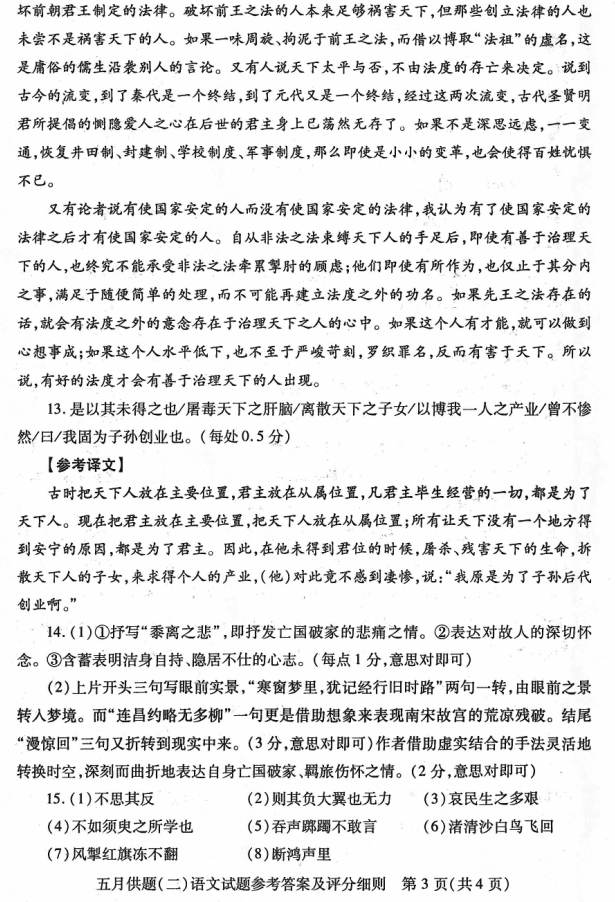 坏前朝君王制定的法律。破坏前王之法的人本来足够祸害天下,但那些创立法律的人也
未尝不是祸害天下的人。如果一味周旋、拘泥于前王之法,而借以博取“法祖”的虚名,这
是庸俗的儒生沿袭别人的言论。又有人说天下太平与否,不由法度的存亡来决定。说到
古今的流变,到了秦代是一个终结,到了元代又是一个终结,经过这两次流变,古代圣贤明
君所提倡的恻隐爱人之心在后世的君主身上已荡然无存了。如果不是深思远虑,一一变
通,恢复井田制、封建制、学校制度、军事制度,那么即使是小小的变革,也会使得百姓忧惧
不已。
又有论者说有使国家安定的人而没有使国家安定的法律,我认为有了使国家安定的
法律之后才有使国家安定的人。自从非法之法束缚天下人的手足后,即使有善于治理天
下的人,也终究不能承受非法之法牵累掣肘的顾虑;他们即使有所作为,也仅止于其分内
之事,满足于随便简单的处理,而不可能再建立法度之外的功名。如果先王之法存在的
话,就会有法度之外的意念存在于治理天下之人的心中。如果这个人有才能,就可以做到
心想事成;如果这个人水平低下,也不至于严峻苛刻,罗织罪名,反而有害于天下。所以
说,有好的法度才会有善于治理天下的人出现。
13.是以其未得之也/屠毒天下之肝脑/离散天下之子女/以博我一人之产业/曾不惨
然/曰/我固为子孙创业也。(每处0.5分)
【参考译文】
古时把天下人放在主要位置,君主放在从属位置,凡君主毕生经营的一切,都是为了
天下人。现在把君主放在主要位置,把天下人放在从属位置;所有让天下没有一个地方得
到安宁的原因,都是为了君主。因此,在他未得到君位的时候,屠杀、残害天下的生命,拆
散天下人的子女,来求得个人的产业,(他)对此竟不感到凄惨,说:“我原是为了子孙后代
创业啊。”
14.(1)①抒写“黍离之悲”,即抒发亡国破家的悲痛之情。②表达对故人的深切怀
念。③含蓄表明洁身自持、隐居不仕的心志。(每点1分,意思对即可)
(2)上片开头三句写眼前实景,“寒窗梦里,犹记经行旧时路”两句一转,由眼前之景
转入梦境。而“连昌约略无多柳”一句更是借助想象来表现南宋故宫的荒凉残破。结尾
“漫惊回”三句又折转到现实中来。(3分,意思对即可)作者借助虚实结合的手法灵活地
转换时空,深刻而曲折地表达自身亡国破家、羁旅伤怀之情。(2分,意思对即可)
15.(1)不思其反 (2)则其负大翼也无力 (3)哀民生之多艰
(4)不如须臾之所学也 (5)吞声踯躅不敢言 (6)渚清沙白鸟飞回
(7)风掣红旗冻不翻 (8)断鸿声里
五月供题(二)语文试题参考答案及评分细则 第3页(共4页)